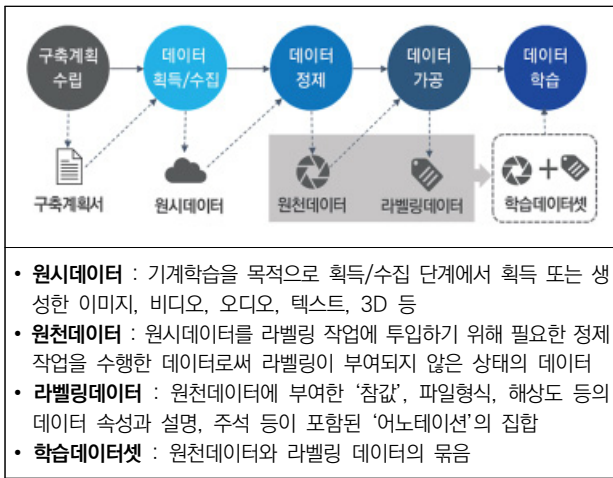 구축계획
수립
데이터
획득/수집
데이터
정제
데이터
가공
데이터
학습
구축계획서
원시데이터
원천데이터
라벨링데이터
+
학습데이터셋
• 원시데이터 : 기계학습을 목적으로 획득/수집 단계에서 획득 또는 생
성한 이미지, 비디오, 오디오, 텍스트, 3D 등
• 원천데이터 : 원시데이터를 라벨링 작업에 투입하기 위해 필요한 정제
작업을 수행한 데이터로써 라벨링이 부여되지 않은 상태의 데이터
• 라벨링데이터 : 원천데이터에 부여한 ‘참값’, 파일형식, 해상도 등의
데이터 속성과 설명, 주석 등이 포함된 ‘어노테이션’의 집합
• 학습데이터셋 : 원천데이터와 라벨링 데이터의 묶음